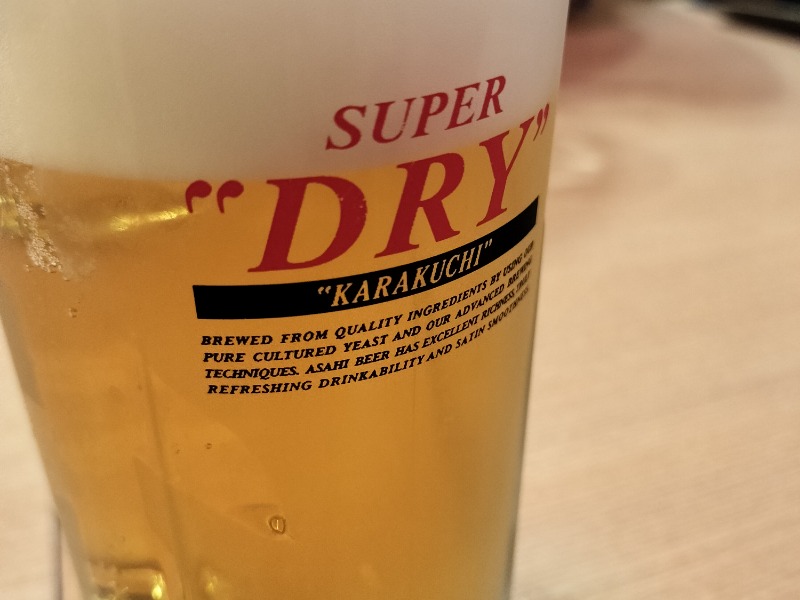 SUPER
“DRY”
“KARAKUCHI”
BREWED FROM QUALITY INGREDIENTS BY USING OUR
PURE CULTURED YEAST AND OUR ADVANCED BREWING
TECHNIQUES. ASAHI BEER HAS EXCELLENT RICHNESS, TRULY
REFRESHING DRINKABILITY AND SATIN SMOOTHNESS.